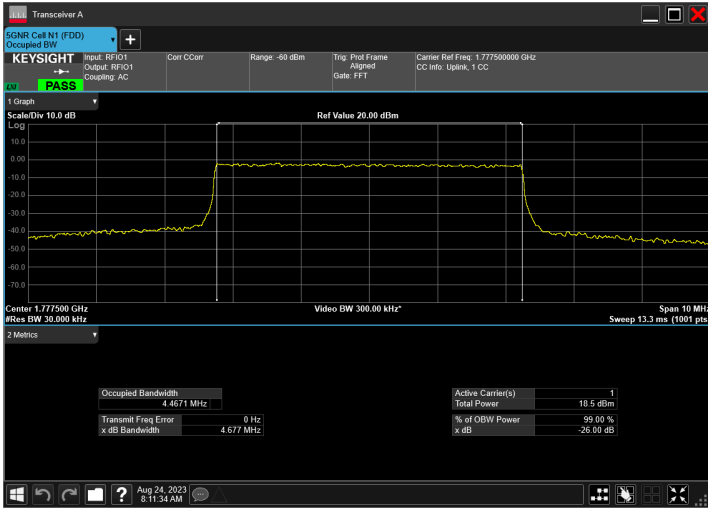 Transceiver A
5GNR Cell N1 (FDD)
Occupied BW
KEYSIGHT
Input: RFIO1
Output: RFIO1
Coupling: AC
Corr CCorr
Range: -60 dBm
Trig: Prot Frame
Aligned
Gate: FFT
Carrier Ref Freq: 1.777500000 GHz
CC Info: Uplink, 1 CC
LXI PASS
1 Graph
Scale/Div 10.0 dB
Ref Value 20.00 dBm
Log
10.0
0.00
-10.0
-20.0
-30.0
-40.0
-50.0
-60.0
-70.0
Center 1.777500 GHz
Video BW 300.00 kHz*
Span 10 MHz
#Res BW 30.000 kHz
Sweep 13.3 ms (1001 pts
2 Metrics
Occupied Bandwidth
4.4671 MHz
Transmit Freq Error 0 Hz
x dB Bandwidth 4.677 MHz
Active Carrier(s) 1
Total Power 18.5 dBm
% of OBW Power 99.00 %
x dB -26.00 dB
Aug 24, 2023
8:11:34 AM